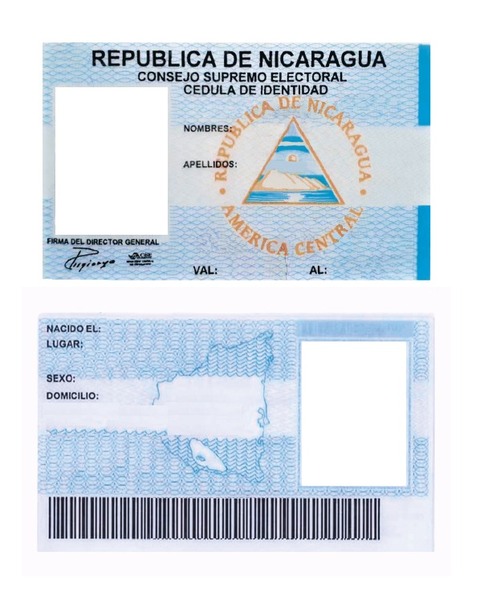 REPUBLICA DE NICARAGUA
CONSEJO SUPREMO ELECTORAL
CEDULA DE IDENTIDAD
REPUBLICA DE NICARAGUA
AMERICA CENTRAL
NOMBRES:
APELLIDOS:
FIRMA DEL DIRECTOR GENERAL
VAL: AL:
NACIDO EL:
LUGAR:
SEXO:
DOMICILIO: